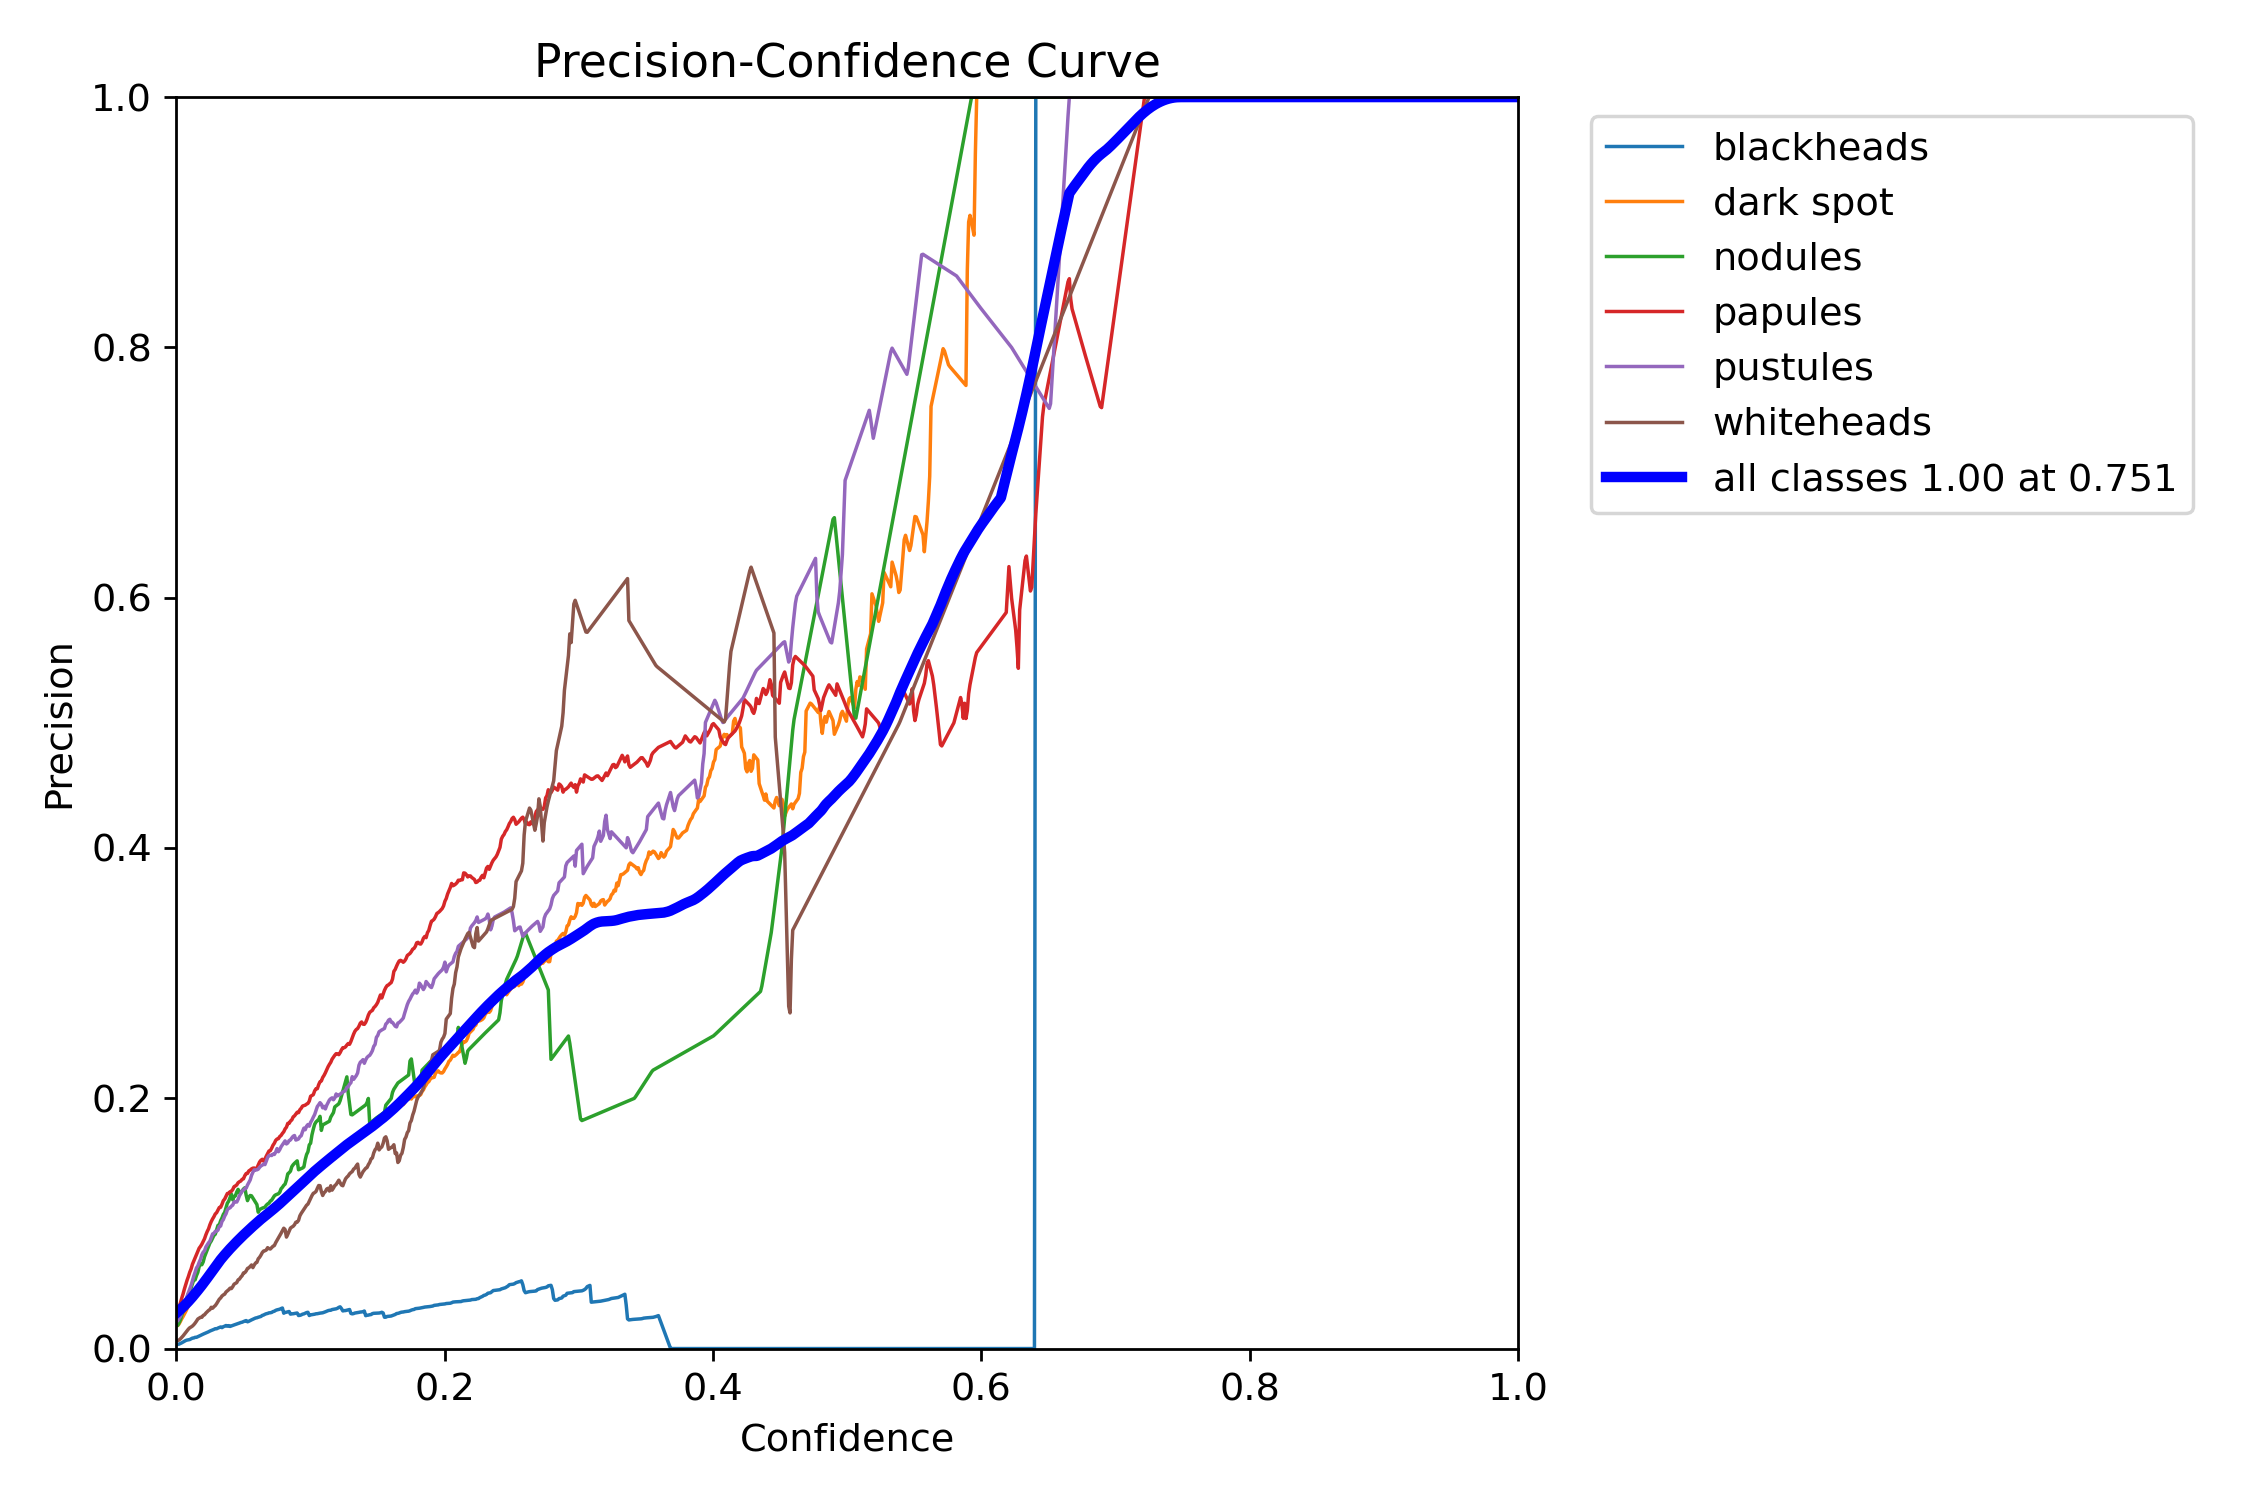 Precision-Confidence Curve
1.0
0.8
0.6
0.4
0.2
0.0
Precision
0.0 0.2 0.4 0.6 0.8 1.0
Confidence
blackheads
dark spot
nodules
papules
pustules
whiteheads
all classes 1.00 at 0.751